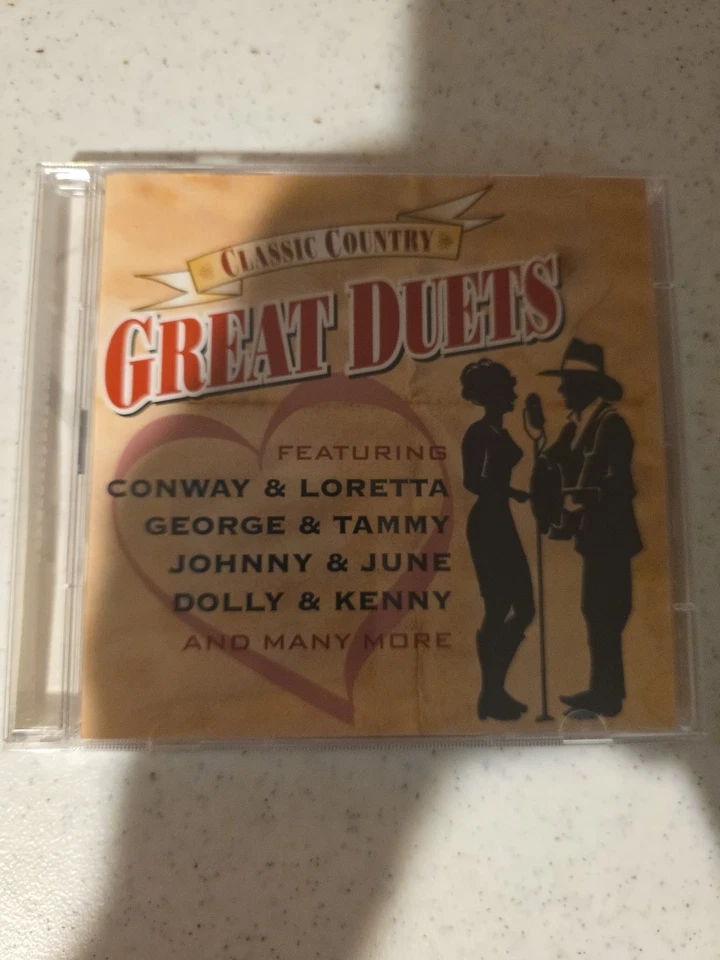 CLASSIC COUNTRY
GREAT DUETS
FEATURING
CONWAY & LORETTA
GEORGE & TAMMY
JOHNNY & JUNE
DOLLY & KENNY
AND MANY MORE